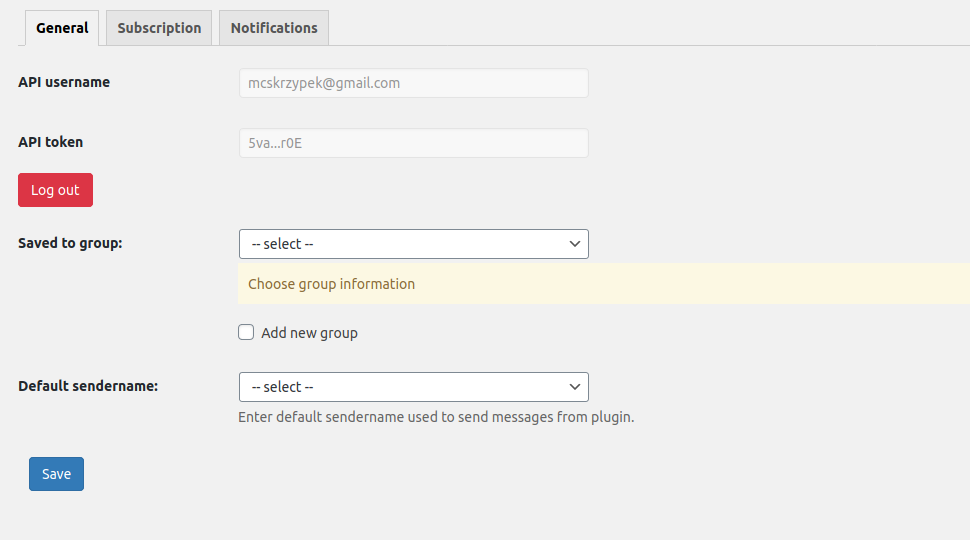 General Subscription Notifications
API username mcskrzypek@gmail.com
API token 5va...r0E
Log out
Saved to group: -- select --
Choose group information
Add new group
Default sendername: -- select --
Enter default sendername used to send messages from plugin.
Save